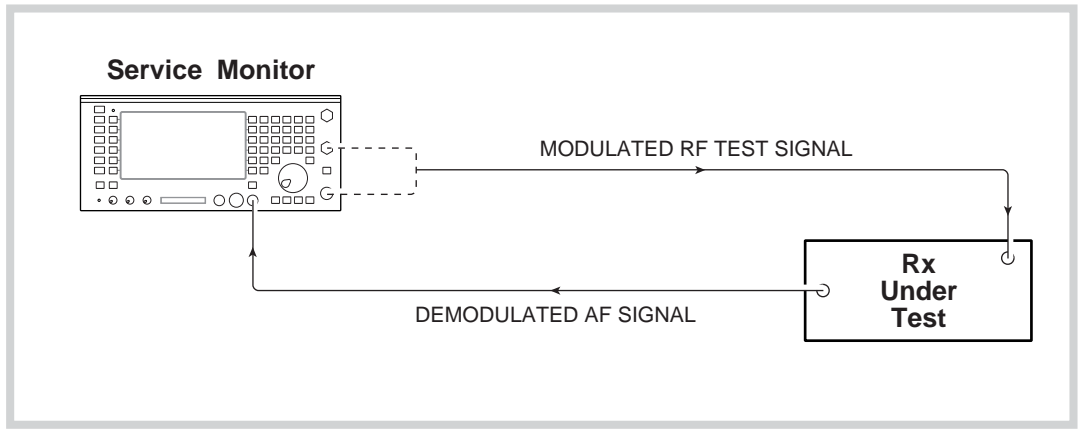 Service Monitor
MODULATED RF TEST SIGNAL
Rx
Under
Test
DEMODULATED AF SIGNAL